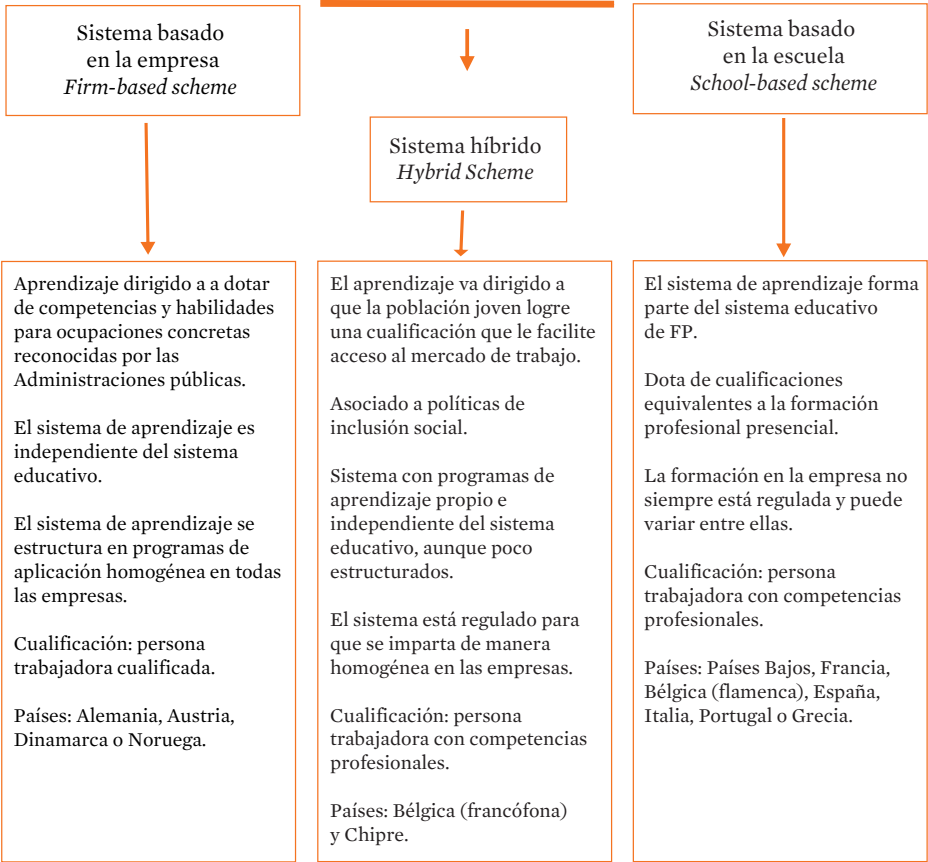 Sistema basado
en la empresa
Firm-based scheme
Sistema híbrido
Hybrid Scheme
Sistema basado
en la escuela
School-based scheme
Aprendizaje dirigido a a dotar
de competencias y habilidades
para ocupaciones concretas
reconocidas por las
Administraciones públicas.
El sistema de aprendizaje es
independiente del sistema
educativo.
El sistema de aprendizaje se
estructura en programas de
aplicación homogénea en todas
las empresas.
Cualificación: persona
trabajadora cualificada.
Países: Alemania, Austria,
Dinamarca o Noruega.
El aprendizaje va dirigido a
que la población joven logre
una cualificación que le facilite
acceso al mercado de trabajo.
Asociado a políticas de
inclusión social.
Sistema con programas de
aprendizaje propio e
independiente del sistema
educativo, aunque poco
estructurados.
El sistema está regulado para
que se imparta de manera
homogénea en las empresas.
Cualificación: persona
trabajadora con competencias
profesionales.
Países: Bélgica (francófona)
y Chipre.
El sistema de aprendizaje forma
parte del sistema educativo
de FP.
Dota de cualificaciones
equivalentes a la formación
profesional presencial.
La formación en la empresa no
siempre está regulada y puede
variar entre ellas.
Cualificación: persona
trabajadora con competencias
profesionales.
Países: Países Bajos, Francia,
Bélgica (flamenca), España,
Italia, Portugal o Grecia.